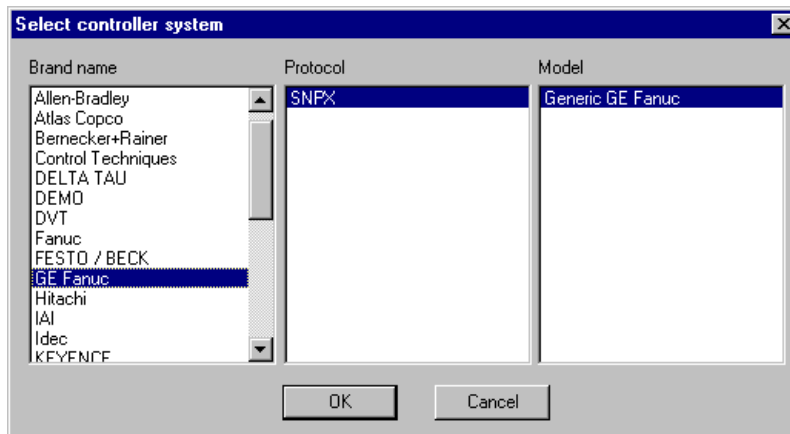 Select controller system
Brand name
Protocol
Model
Allen-Bradley
Atlas Copco
Bernecker+Rainer
Control Techniques
DELTA TAU
DEMO
DVT
Fanuc
FESTO / BECK
GE Fanuc
Hitachi
IAI
Idec
KEYENCE
SNPX
Generic GE Fanuc
OK
Cancel